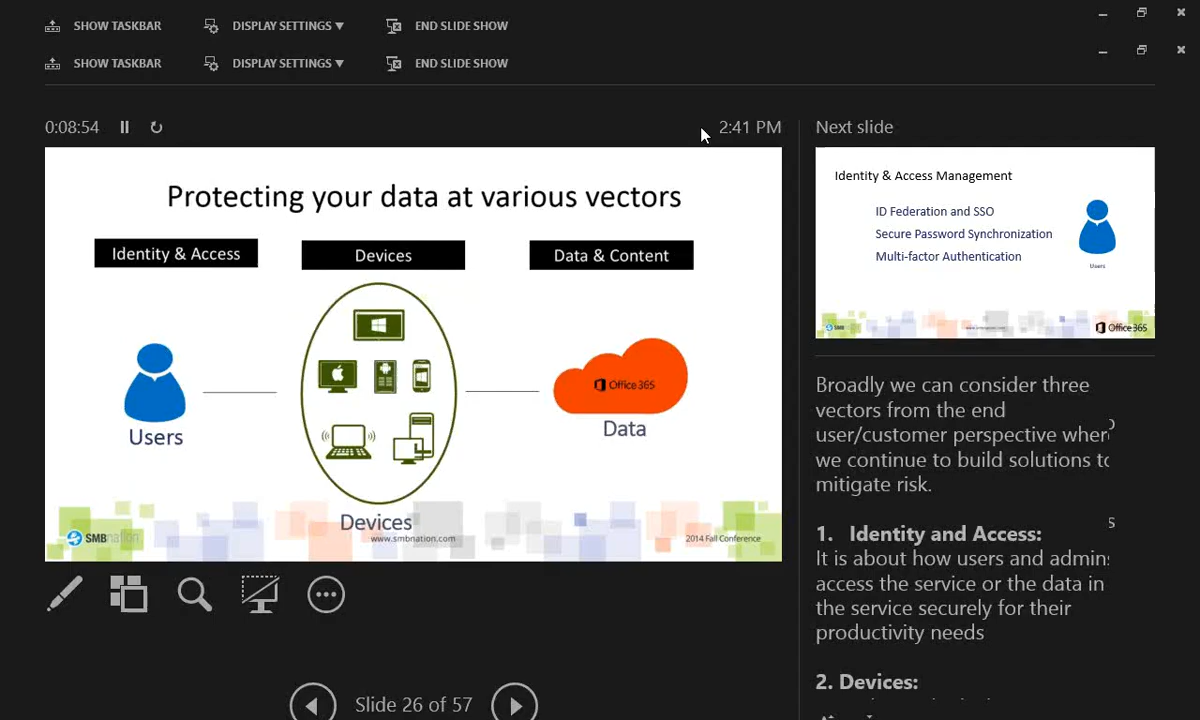 SHOW TASKBAR DISPLAY SETTINGS ▼ END SLIDE SHOW
SHOW TASKBAR DISPLAY SETTINGS ▼ END SLIDE SHOW
0:08:54
2:41 PM
Protecting your data at various vectors
Identity & Access
Devices
Data & Content
Office 365
Users
Data
Devices
SMBnation
www.smbnation.com
2014 Fall Conference
Slide 26 of 57
Next slide
Identity & Access Management
ID Federation and SSO
Secure Password Synchronization
Multi-factor Authentication
Users
SMB
www.smbnation.com
Office 365
Broadly we can consider three
vectors from the end
user/customer perspective wher
we continue to build solutions to
mitigate risk.
1. Identity and Access:
It is about how users and admins
access the service or the data in
the service securely for their
productivity needs
2. Devices: